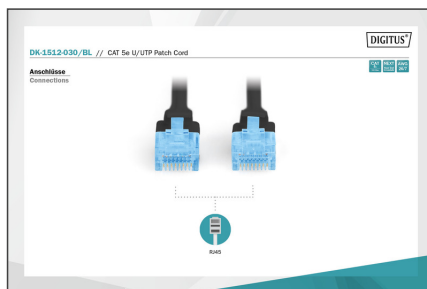 DIGITUS®
DK-1512-030/BL // CAT 5e U/UTP Patch Cord
Anschlüsse
Connections
RJ45